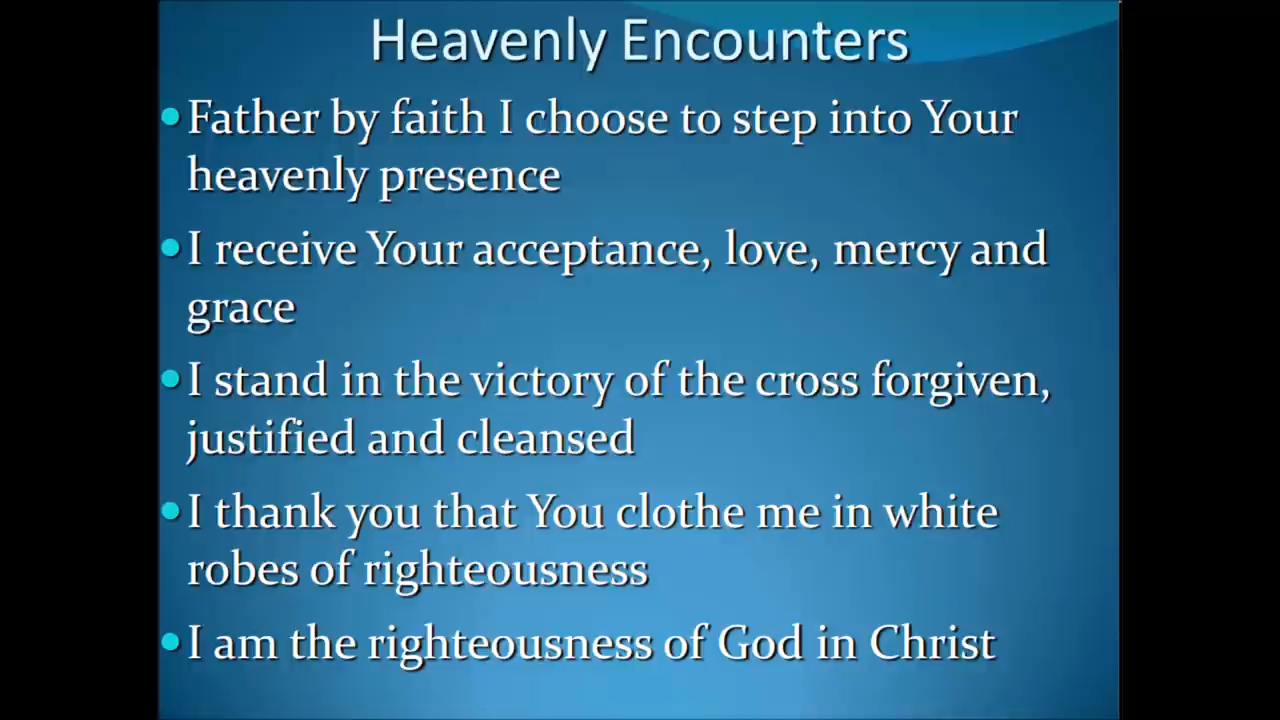 Heavenly Encounters
• Father by faith I choose to step into Your
heavenly presence
• I receive Your acceptance, love, mercy and
grace
• I stand in the victory of the cross forgiven,
justified and cleansed
• I thank you that You clothe me in white
robes of righteousness
• I am the righteousness of God in Christ